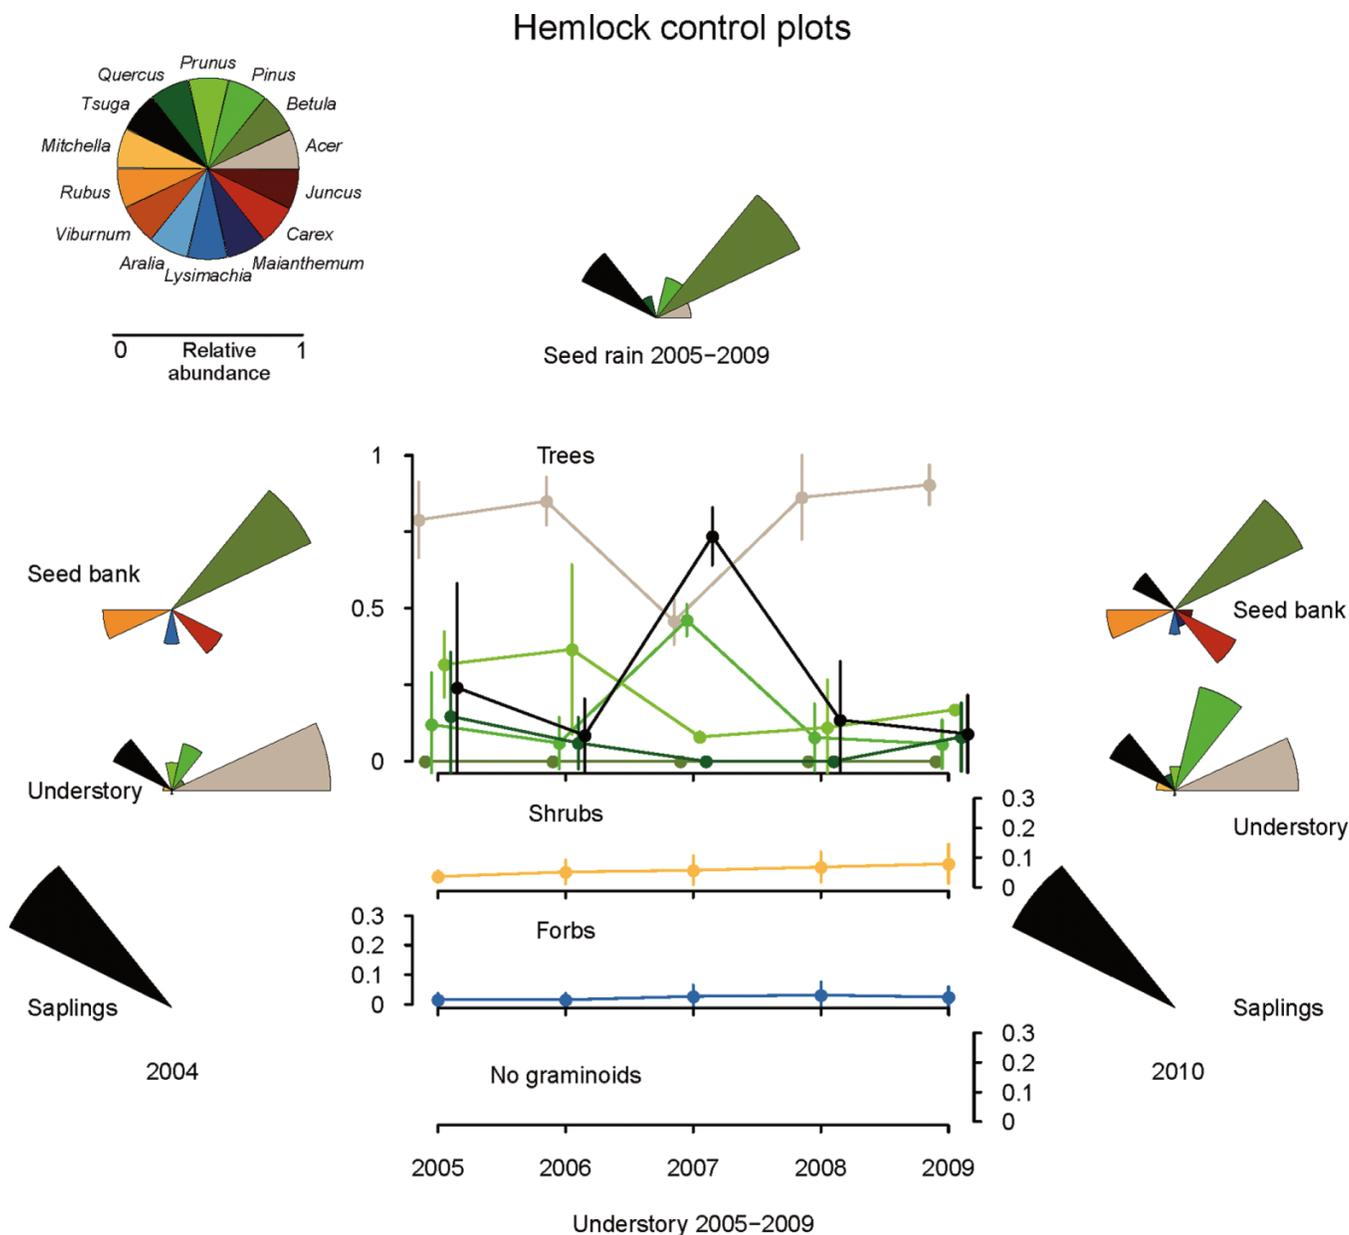 Hemlock control plots
Prunus
Quercus
Pinus
Tsuga
Betula
Mitchella
Acer
Rubus
Juncus
Viburnum
Carex
Aralia
Lysimachia
Maianthemum
0
Relative
abundance
1
Seed rain 2005–2009
1
0.5
0
Trees
Seed bank
Understory
Saplings
2004
Shrubs
0.3
0.2
0.1
0
Forbs
0.3
0.2
0.1
0
No graminoids
0.3
0.2
0.1
0
2005
2006
2007
2008
2009
Understory 2005–2009
Seed bank
Understory
Saplings
2010